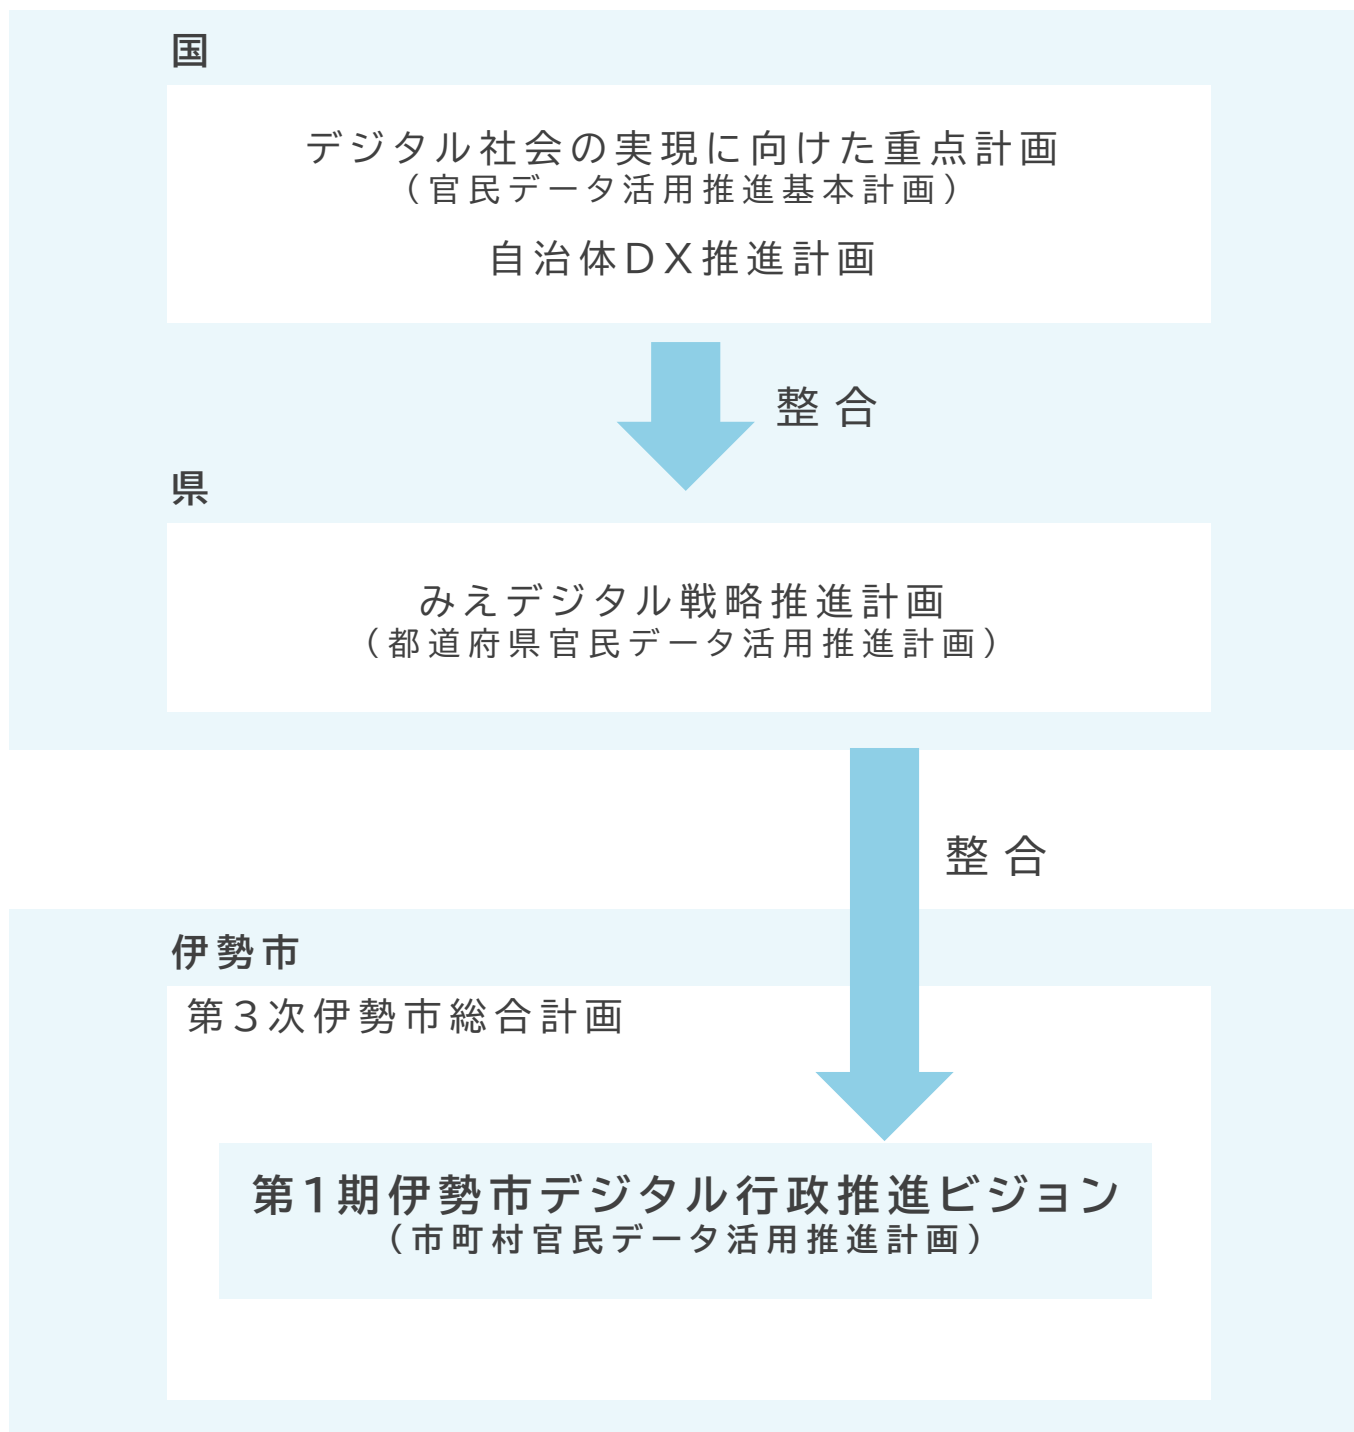 国
デジタル社会の実現に向けた重点計画
（官民データ活用推進基本計画）
自治体DX推進計画
整合
県
みえデジタル戦略推進計画
（都道府県官民データ活用推進計画）
整合
伊勢市
第３次伊勢市総合計画
第1期伊勢市デジタル行政推進ビジョン
（市町村官民データ活用推進計画）